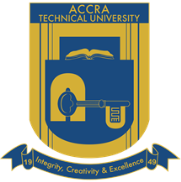 ACCRA
TECHNICAL UNIVERSITY
19 Integrity, Creativity & Excellence 49